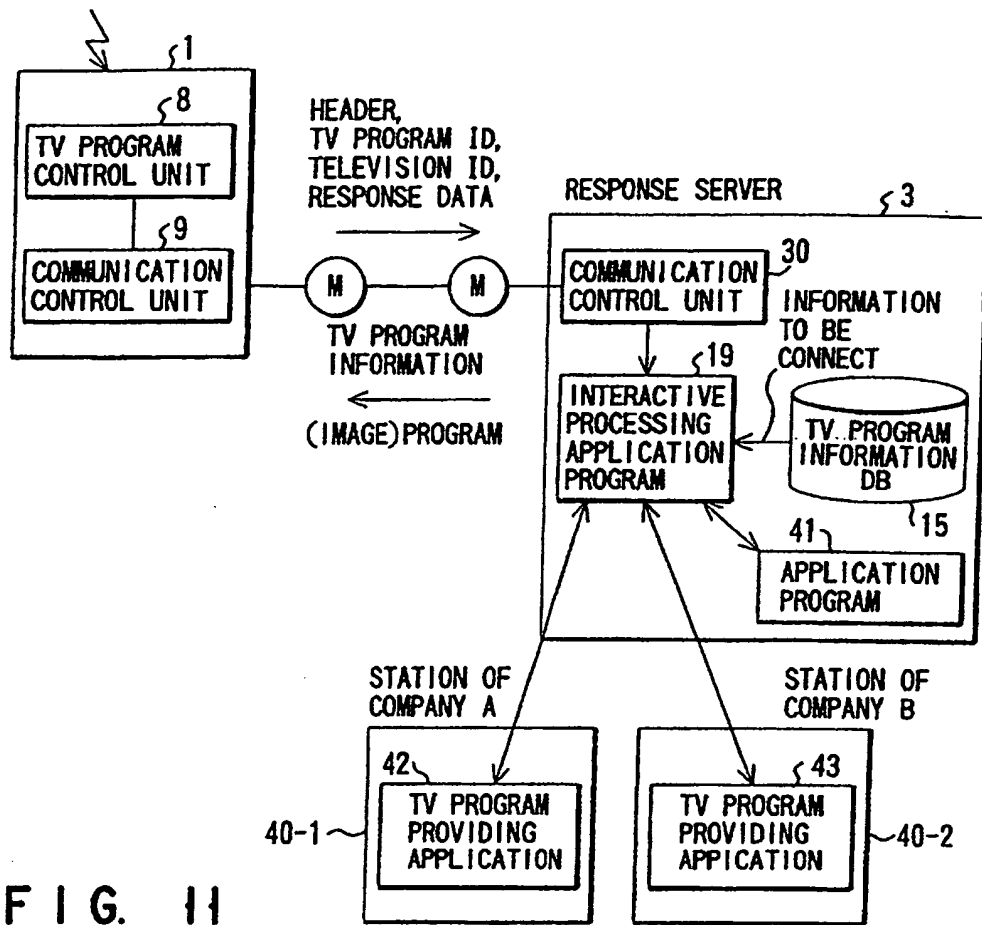 1
8
TV PROGRAM
CONTROL UNIT
9
COMMUNICATION
CONTROL UNIT
HEADER,
TV PROGRAM ID,
TELEVISION ID,
RESPONSE DATA
M
M
TV PROGRAM
INFORMATION
(IMAGE)PROGRAM
RESPONSE SERVER
3
COMMUNICATION
CONTROL UNIT
30
INFORMATION
TO BE
CONNECT
19
INTERACTIVE
PROCESSING
APPLICATION
PROGRAM
TV PROGRAM
INFORMATION
DB
15
41
APPLICATION
PROGRAM
STATION OF
COMPANY A
42
TV PROGRAM
PROVIDING
APPLICATION
40-1
STATION OF
COMPANY B
43
TV PROGRAM
PROVIDING
APPICATION
40-2
FIG. 11